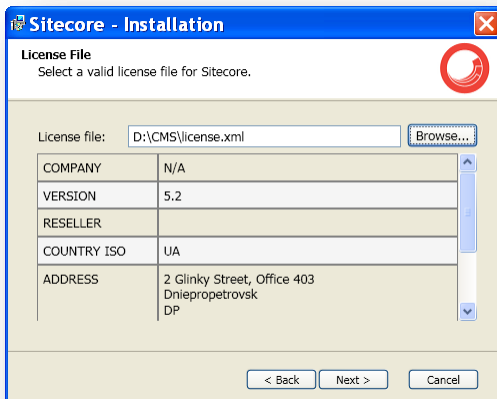 Sitecore - Installation
License File
Select a valid license file for Sitecore.
License file: D:\CMS\license.xml Browse...
COMPANY N/A
VERSION 5.2
RESELLER
COUNTRY ISO UA
ADDRESS 2 Glinky Street, Office 403
Dniepropetrovsk
DP
< Back Next > Cancel